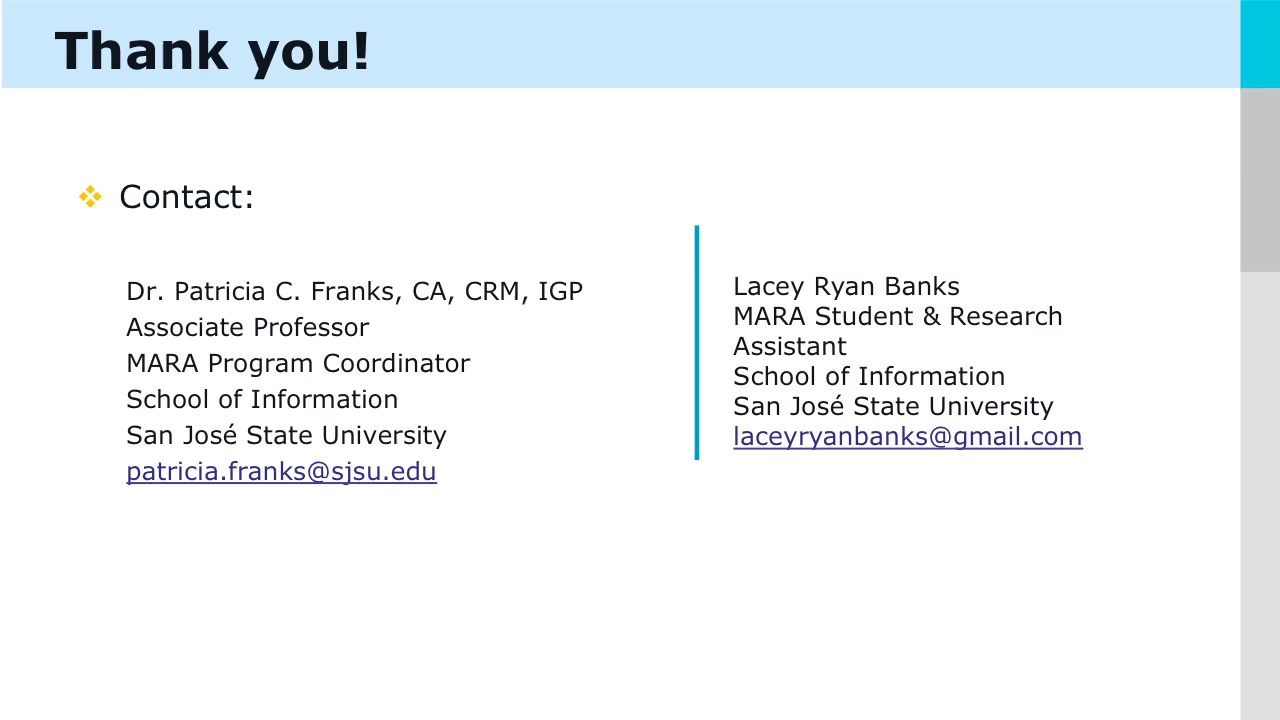 Thank you!
Contact:
Dr. Patricia C. Franks, CA, CRM, IGP
Associate Professor
MARA Program Coordinator
School of Information
San José State University
patricia.franks@sjsu.edu
Lacey Ryan Banks
MARA Student & Research
Assistant
School of Information
San José State University
laceyryanbanks@gmail.com